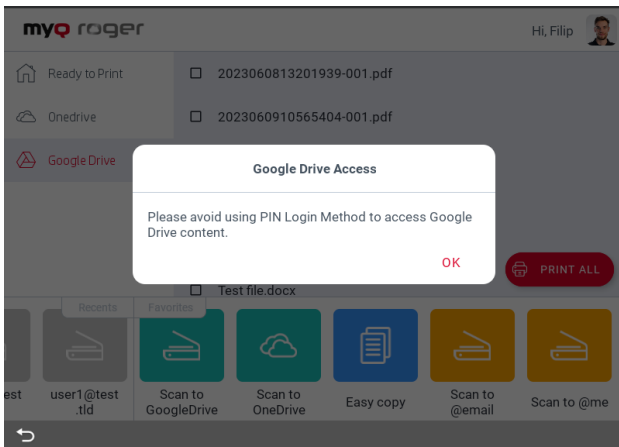 myQ roger
Hi, Filip
Ready to Print
2023060813201939-001.pdf
Onedrive
2023060910565404-001.pdf
Google Drive
Google Drive Access
Please avoid using PIN Login Method to access Google
Drive content.
OK
PRINT ALL
Test file.docx
Recents
Favorites
est
user1@test
.tld
Scan to
GoogleDrive
Scan to
OneDrive
Easy copy
Scan to
@email
Scan to @me